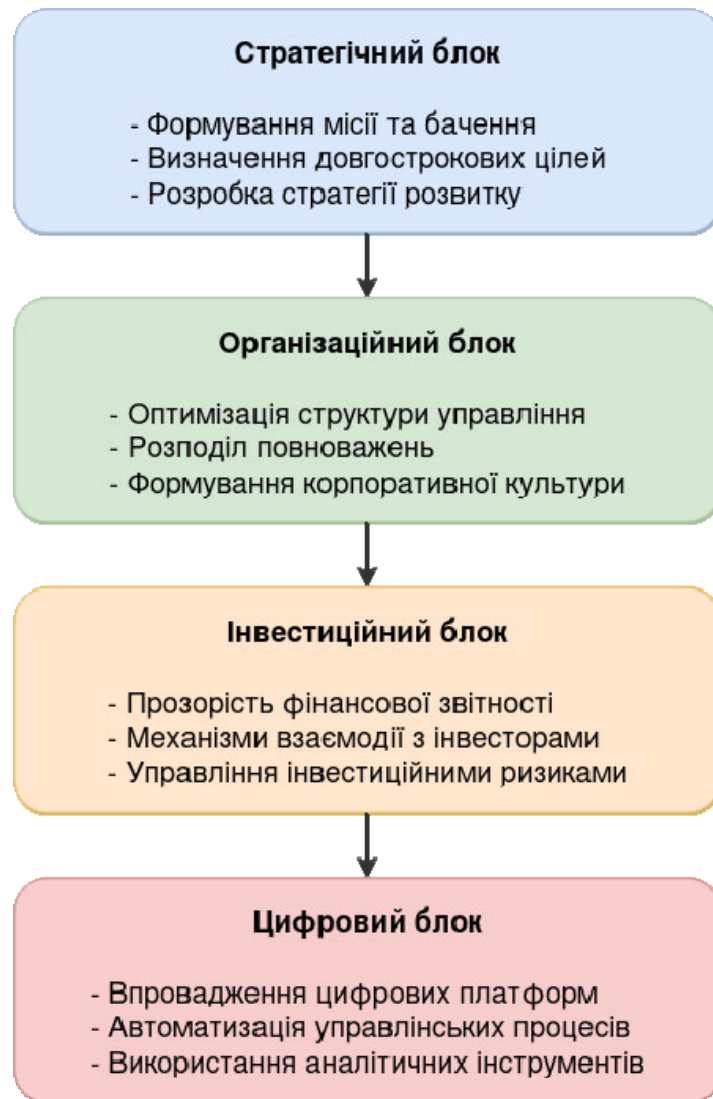 Стратегічний блок
- Формування місії та бачення
- Визначення довгострокових цілей
- Розробка стратегії розвитку
Організаційний блок
- Оптимізація структури управління
- Розподіл повноважень
- Формування корпоративної культури
Інвестиційний блок
- Прозорість фінансової звітності
- Механізми взаємодії з інвесторами
- Управління інвестиційними ризиками
Цифровий блок
- Впровадження цифрових платформ
- Автоматизація управлінських процесів
- Використання аналітичних інструментів